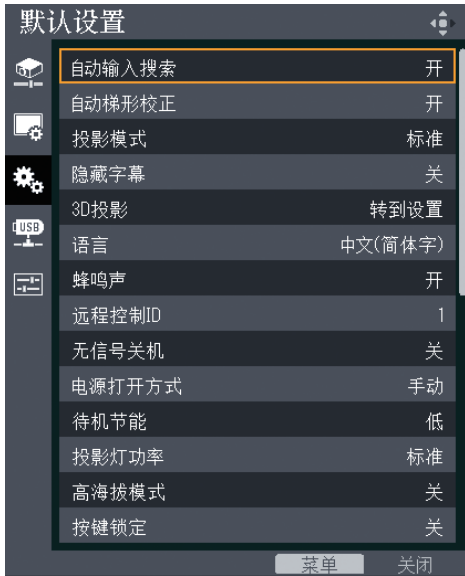 默认设置
自动输入搜索 开
自动梯形校正 开
投影模式 标准
隐藏字幕 关
3D投影 转到设置
语言 中文(简体字)
蜂鸣声 开
远程控制ID 1
无信号关机 关
电源打开方式 手动
待机节能 低
投影灯功率 标准
高海拔模式 关
按键锁定 关
USB
菜单 关闭